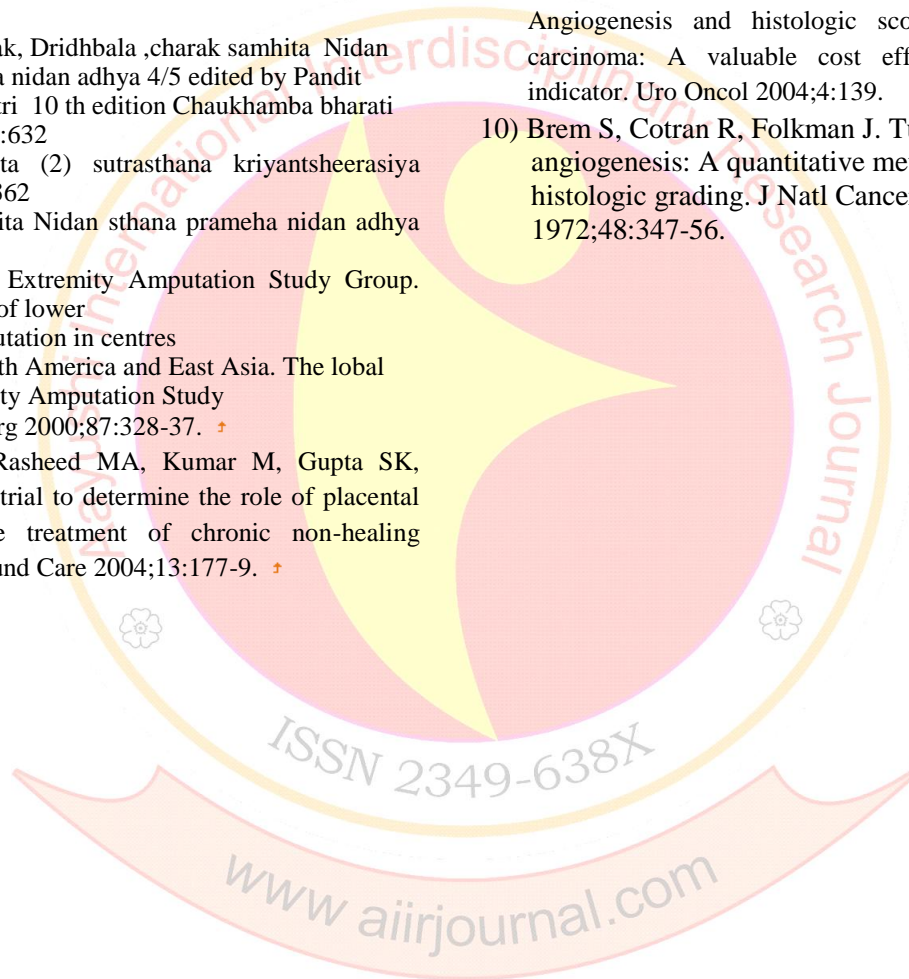 ak, Dridhbala ,charak samhita Nidan
a nidan adhya 4/5 edited by Pandit
tri 10 th edition Chaukhamba bharati
:632
ta (2) sutrasthana kriyantsheerasiya
362
ita Nidan sthana prameha nidan adhya
Extremity Amputation Study Group.
of lower
utation in centres
th America and East Asia. The lobal
ty Amputation Study
rg 2000;87:328-37.
Rasheed MA, Kumar M, Gupta SK,
trial to determine the role of placental
e treatment of chronic non-healing
und Care 2004;13:177-9.
Angiogenesis and histologic sco
carcinoma: A valuable cost eff
indicator. Uro Oncol 2004;4:139.
10) Brem S, Cotran R, Folkman J. Tu
angiogenesis: A quantitative me
histologic grading. J Natl Cance
1972;48:347-56.
Aayushi International Interdisciplinary Research Journal
ISSN 2349-638X
www aiirjournal.com